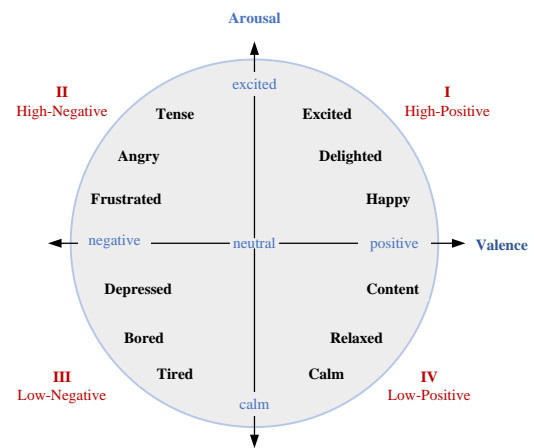 Arousal
excited
II
High-Negative
I
High-Positive
Tense
Excited
Angry
Delighted
Frustrated
Happy
negative
neutral
positive
Valence
Depressed
Content
Bored
Relaxed
Tired
Calm
III
Low-Negative
IV
Low-Positive
calm